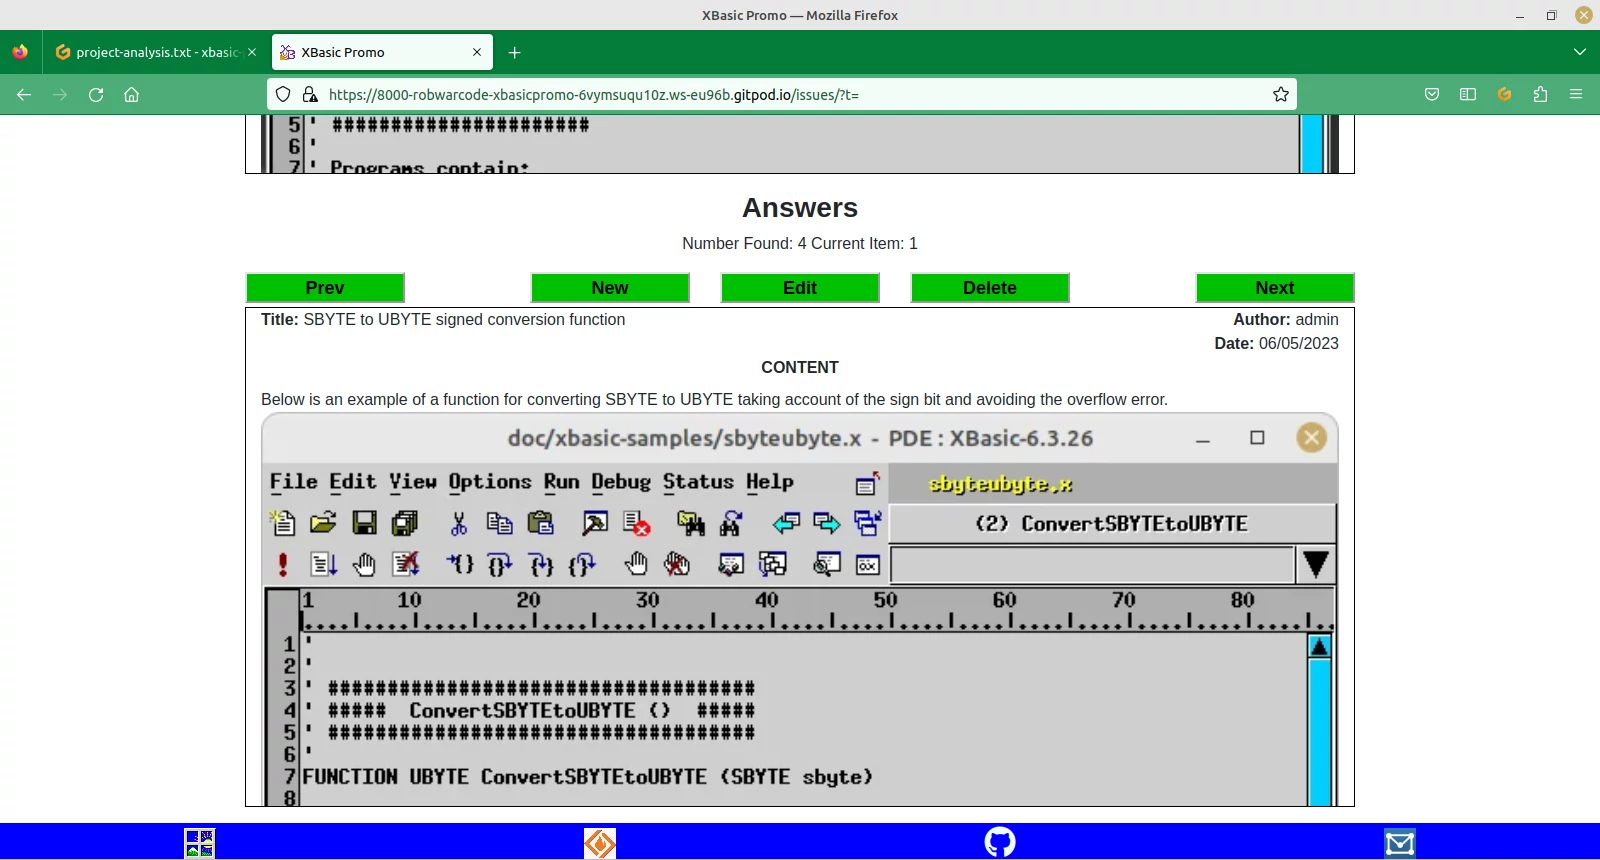 XBasic Promo — Mozilla Firefox
project-analysis.txt - xbasic-
XBasic Promo
https://8000-robwarcode-xbasicpromo-6vymsuqu10z.ws-eu96b.gitpod.io/issues/?t=
5 ' ######################
6 '
7 ' Programs contain:
Answers
Number Found: 4 Current Item: 1
Prev New Edit Delete Next
Title: SBYTE to UBYTE signed conversion function Author: admin
Date: 06/05/2023
CONTENT
Below is an example of a function for converting SBYTE to UBYTE taking account of the sign bit and avoiding the overflow error.
doc/xbasic-samples/sbyteubyte.x - PDE : XBasic-6.3.26
File Edit View Options Run Debug Status Help sbyteubyte.x
(2) ConvertSBYTEtoUBYTE
1 10 20 30 40 50 60 70 80
1 '
2 '
3 ' ####################################
4 ' ##### ConvertSBYTEtoUBYTE () #####
5 ' ####################################
6 '
7 FUNCTION UBYTE ConvertSBYTEtoUBYTE (SBYTE sbyte)
8